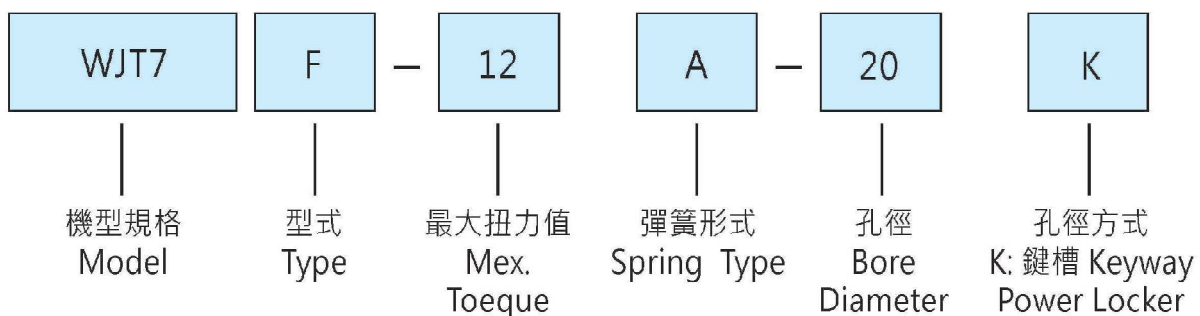 WJT7 F — 12 A — 20 K
機型規格 型式 最大扭力值 彈簧形式 孔徑 孔徑方式
Model Type Mex. Spring Type Bore K: 鍵槽 Keyway
Toeque Diameter Power Locker